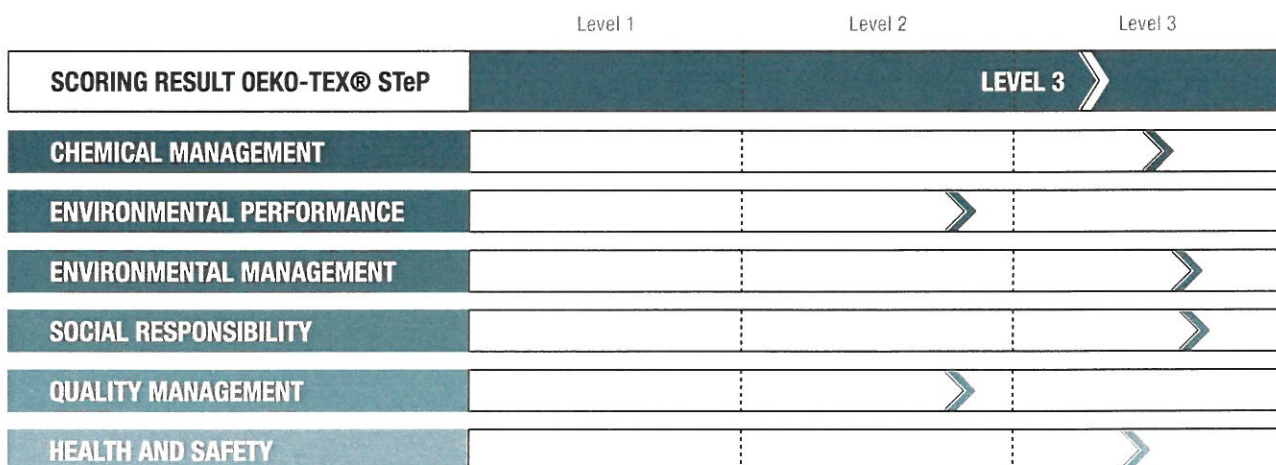 Level 1 Level 2 Level 3
SCORING RESULT OEKO-TEX® STeP LEVEL 3
CHEMICAL MANAGEMENT
ENVIRONMENTAL PERFORMANCE
ENVIRONMENTAL MANAGEMENT
SOCIAL RESPONSIBILITY
QUALITY MANAGEMENT
HEALTH AND SAFETY